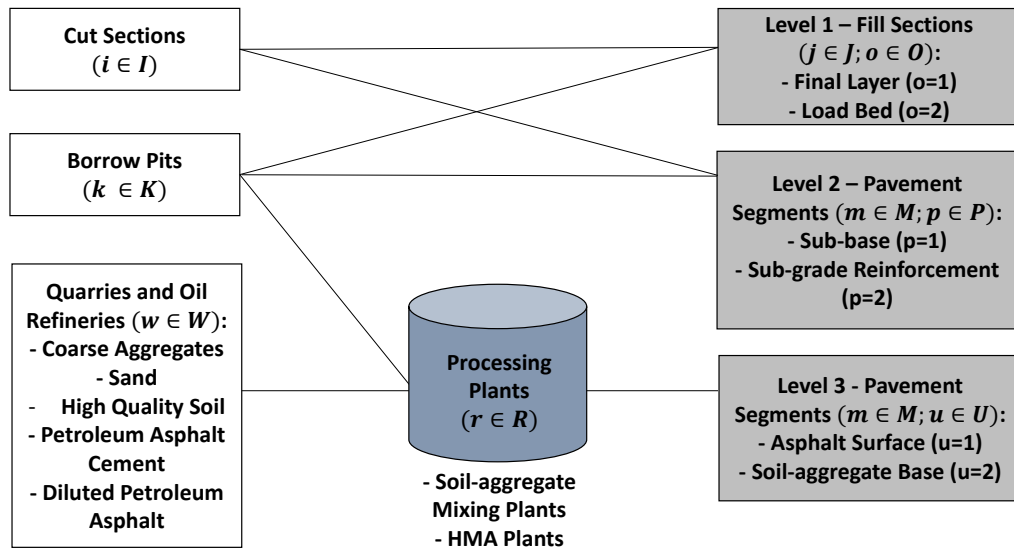 Cut Sections
(i ∈ I)
Borrow Pits
(k ∈ K)
Quarries and Oil
Refineries (w ∈ W):
- Coarse Aggregates
- Sand
- High Quality Soil
- Petroleum Asphalt
Cement
- Diluted Petroleum
Asphalt
Processing
Plants
(r ∈ R)
- Soil-aggregate
Mixing Plants
- HMA Plants
Level 1 – Fill Sections
(j ∈ J; o ∈ O):
- Final Layer (o=1)
- Load Bed (o=2)
Level 2 – Pavement
Segments (m ∈ M; p ∈ P):
- Sub-base (p=1)
- Sub-grade Reinforcement
(p=2)
Level 3 - Pavement
Segments (m ∈ M; u ∈ U):
- Asphalt Surface (u=1)
- Soil-aggregate Base (u=2)